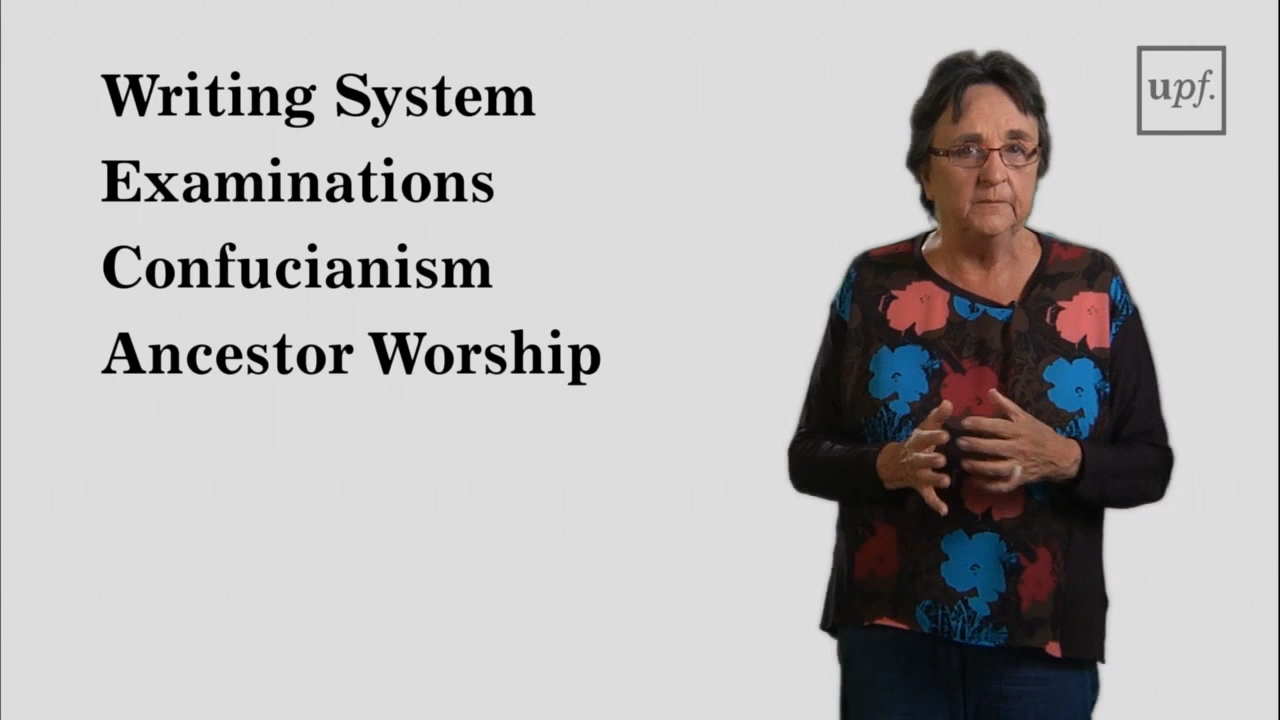 Writing System
Examinations
Confucianism
Ancestor Worship
upf.